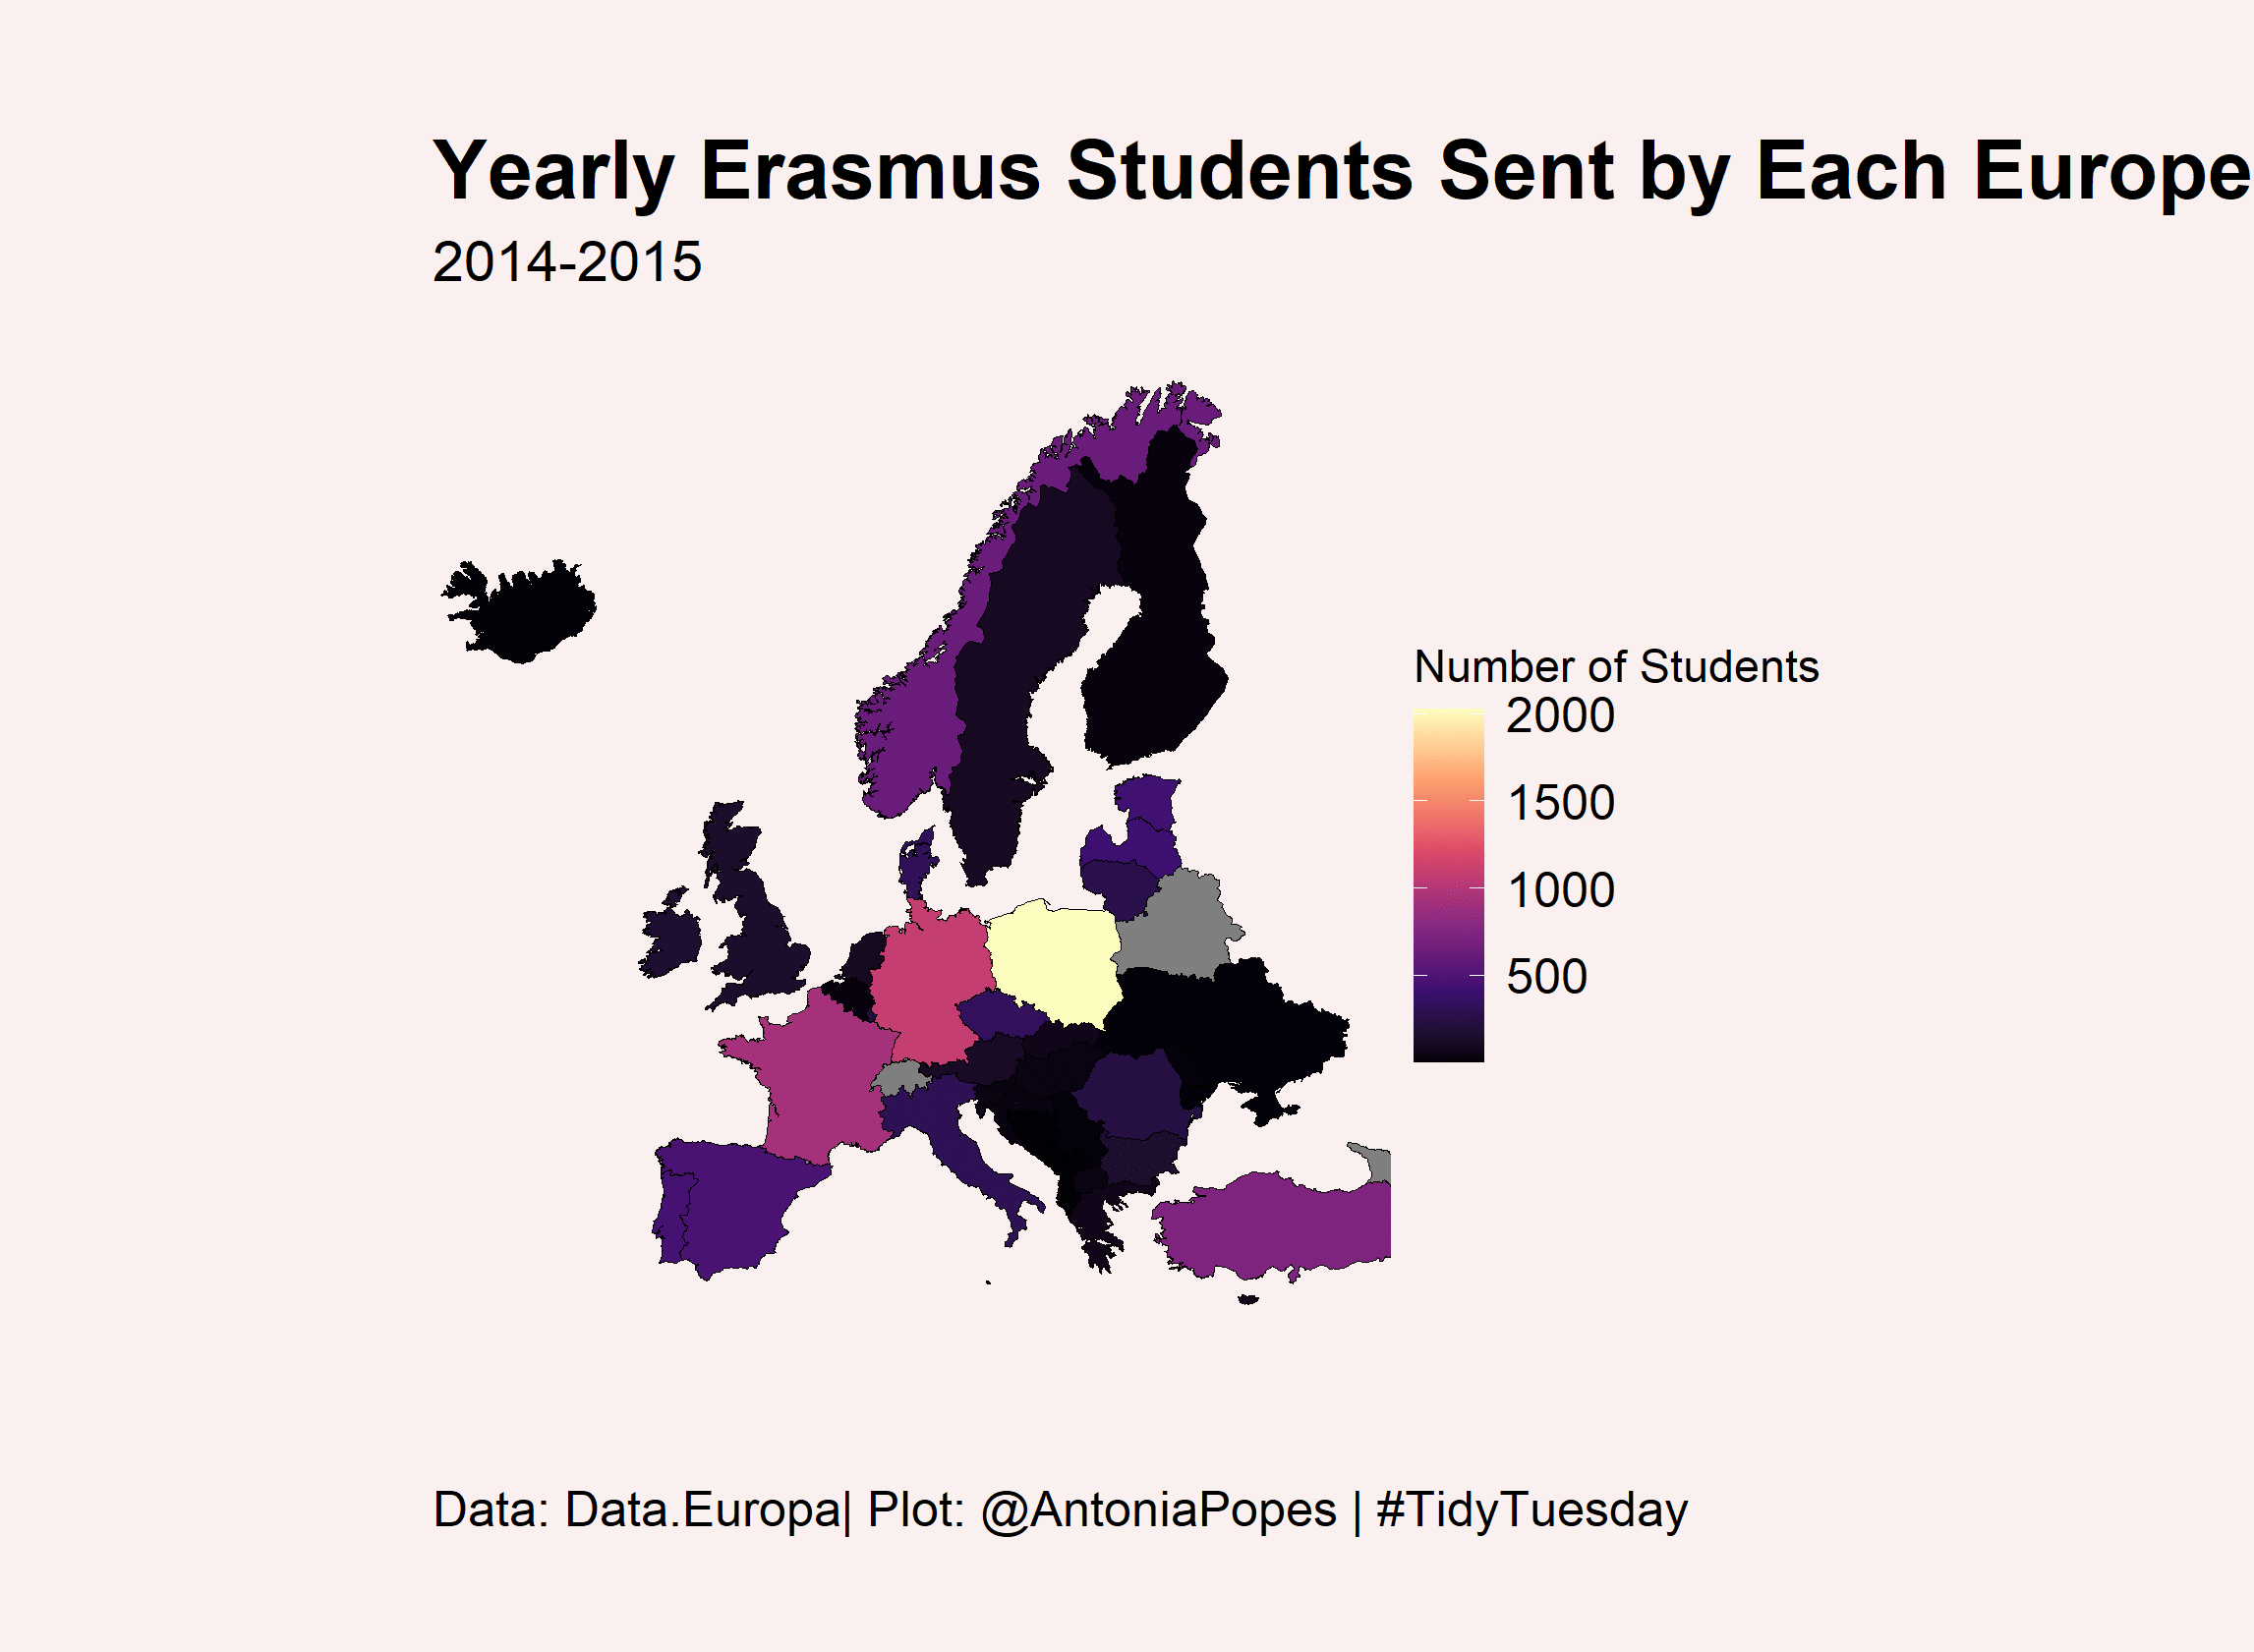 Yearly Erasmus Students Sent by Each Europe
2014-2015
Number of Students
2000
1500
1000
500
Data: Data.Europa| Plot: @AntoniaPopes | #TidyTuesday